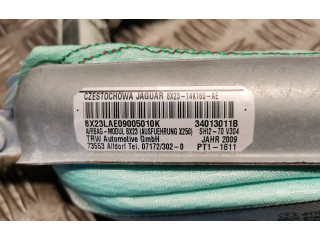 CZESTOCHOWA JAGUAR 8X23-14K160-AE
8X23LAE09005010K 34013011B
AIRBAG-MODUL 8X23 (AUSFUEHRUNG X250) SH12-70 V304
TRW Automotive GmbH JAHR 2009
73553 Alfdorf Tel. 07172/302-0 PT1-1611